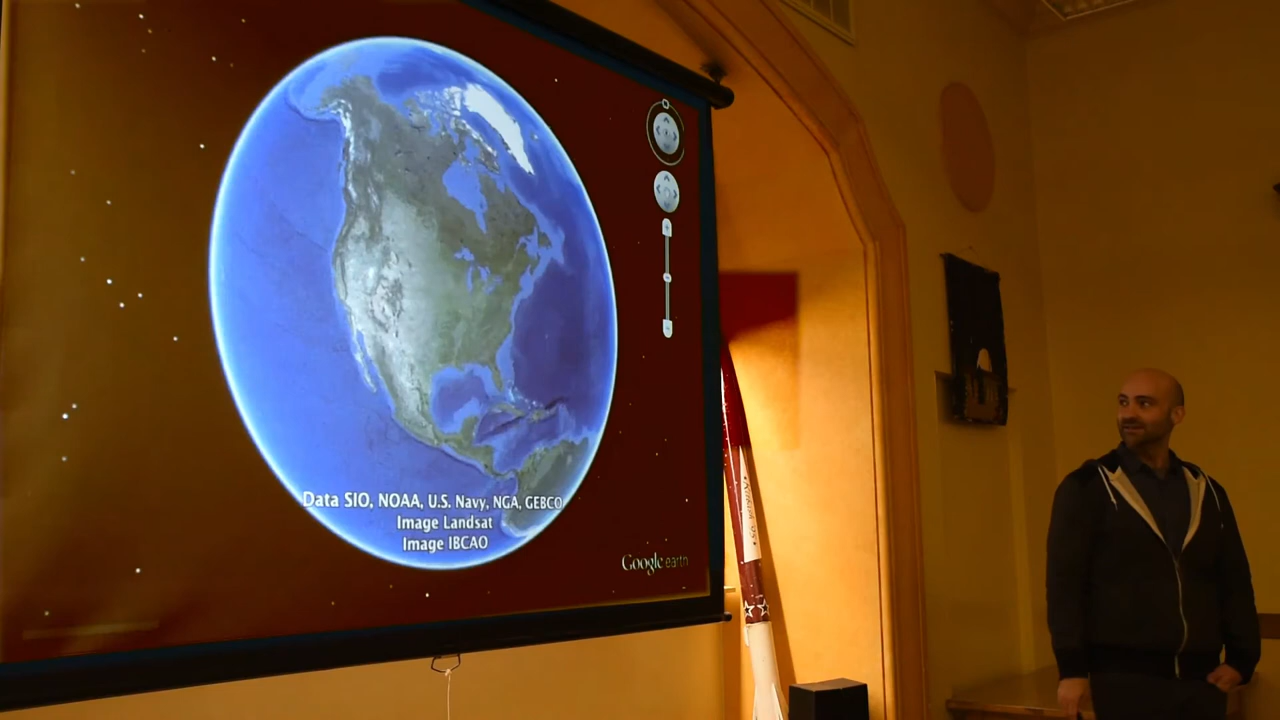 Data SIO, NOAA, U.S. Navy, NGA, GEBCO
Image Landsat
Image IBCAO
Google earth